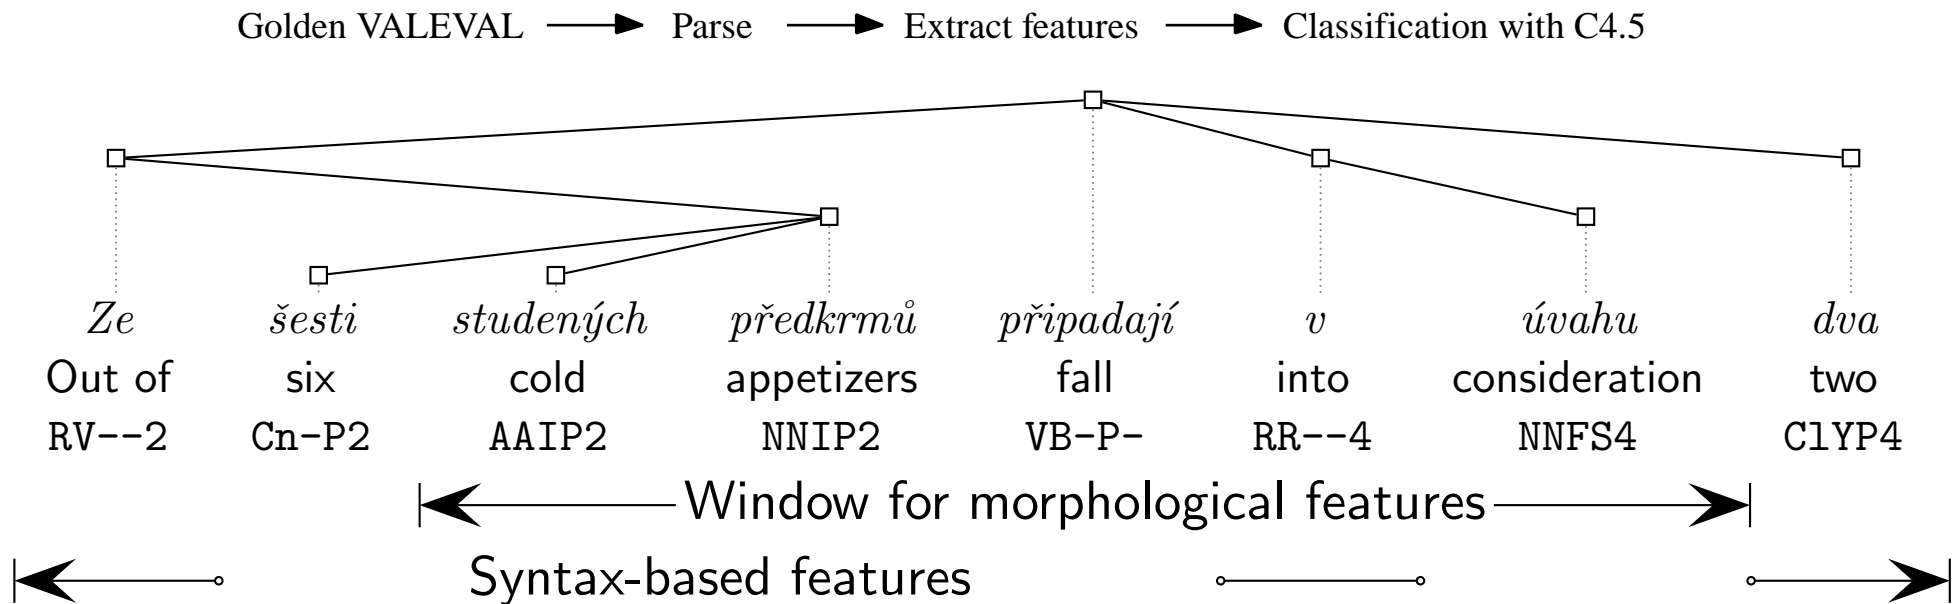 Golden VALEVAL Parse Extract features Classification with C4.5
Ze šesti studených předkrmů připadají v úvahu dva
Out of six cold appetizers fall into consideration two
RV--2 Cn-P2 AAIP2 NNIP2 VB-P- RR--4 NNFS4 ClYP4
Window for morphological features
Syntax-based features